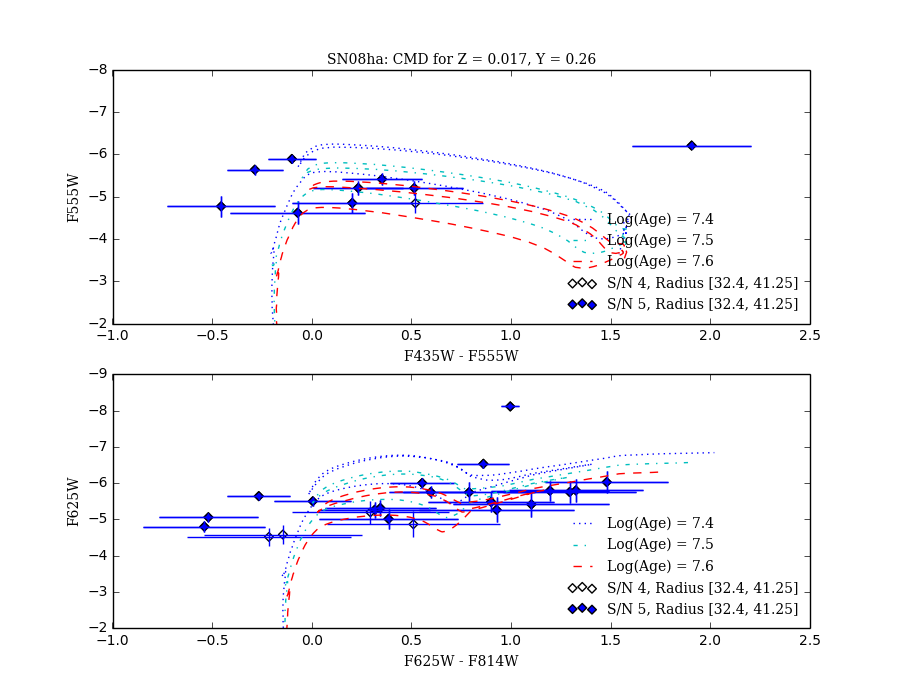 SN08ha: CMD for Z = 0.017, Y = 0.26
−8
−7
−6
−5
−4
−3
−2
F555W
−1.0 −0.5 0.0 0.5 1.0 1.5 2.0 2.5
F435W - F555W
Log(Age) = 7.4
Log(Age) = 7.5
Log(Age) = 7.6
S/N 4, Radius [32.4, 41.25]
S/N 5, Radius [32.4, 41.25]
−9
−8
−7
−6
−5
−4
−3
−2
F625W
−1.0 −0.5 0.0 0.5 1.0 1.5 2.0 2.5
F625W - F814W
Log(Age) = 7.4
Log(Age) = 7.5
Log(Age) = 7.6
S/N 4, Radius [32.4, 41.25]
S/N 5, Radius [32.4, 41.25]